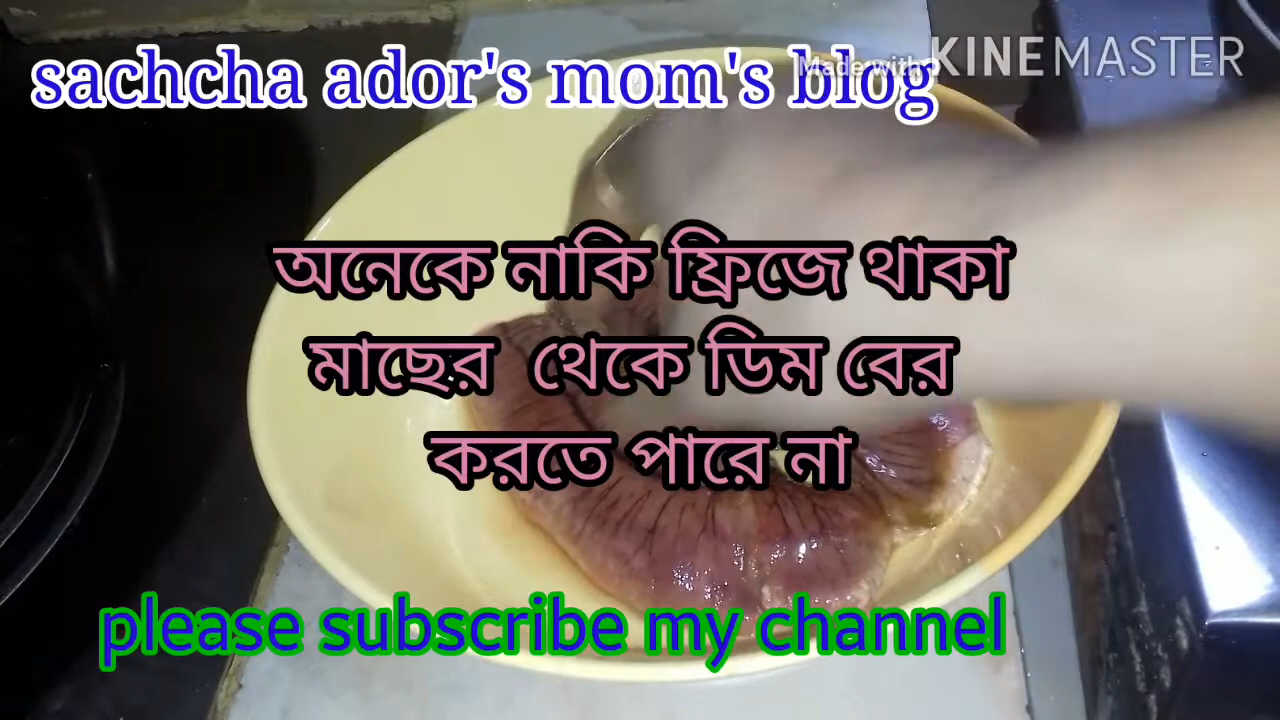 sachcha ador's mom's blog
Made with KINEMASTER
অনেকে নাকি ফ্রিজে থাকা
মাছের থেকে ডিম বের
করতে পারে না
please subscribe my channel